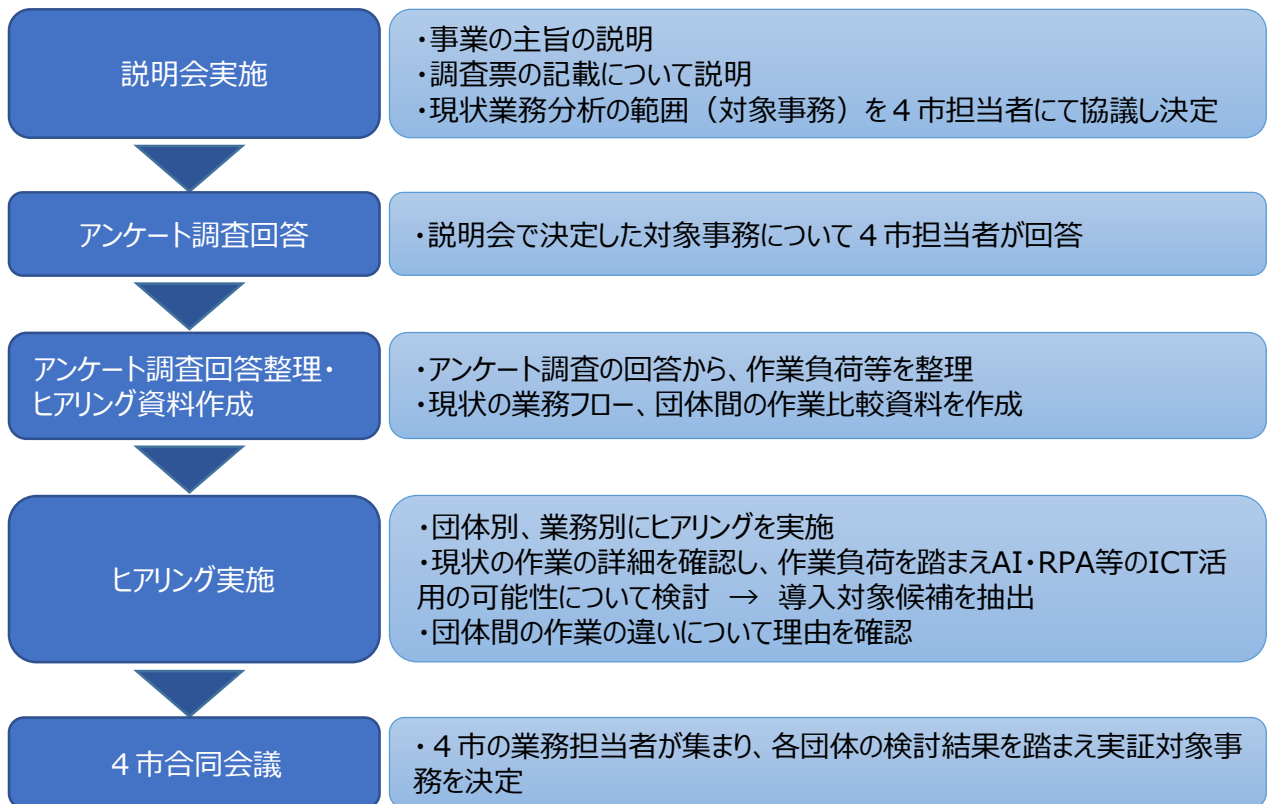 説明会実施
・事業の主旨の説明
・調査票の記載について説明
・現状業務分析の範囲（対象事務）を４市担当者にて協議し決定
アンケート調査回答
・説明会で決定した対象事務について４市担当者が回答
アンケート調査回答整理・
ヒアリング資料作成
・アンケート調査の回答から、作業負荷等を整理
・現状の業務フロー、団体間の作業比較資料を作成
ヒアリング実施
・団体別、業務別にヒアリングを実施
・現状の作業の詳細を確認し、作業負荷を踏まえAI・RPA等のICT活
用の可能性について検討　→　導入対象候補を抽出
・団体間の作業の違いについて理由を確認
４市合同会議
・４市の業務担当者が集まり、各団体の検討結果を踏まえ実証対象事
務を決定